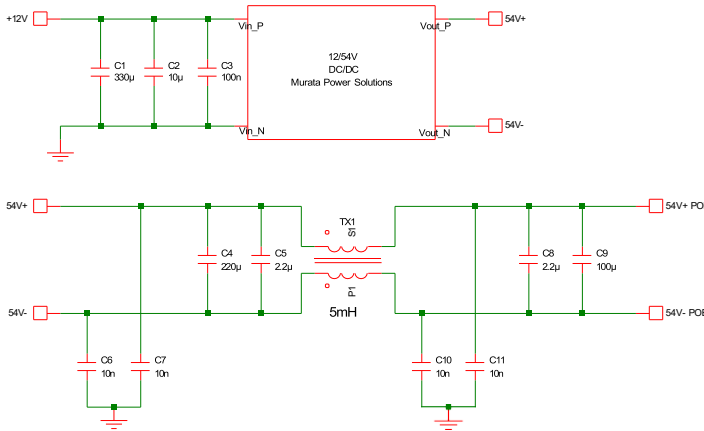 +12V
Vin_P
Vout_P
54V+
12/54V
DC/DC
Murata Power Solutions
C1
330µ
C2
10µ
C3
100n
Vin_N
Vout_N
54V-
54V+
TX1
S1
54V+ PO
C4
220µ
C5
2.2µ
C8
2.2µ
C9
100µ
P1
54V-
5mH
54V- POE
C6
10n
C7
10n
C10
10n
C11
10n